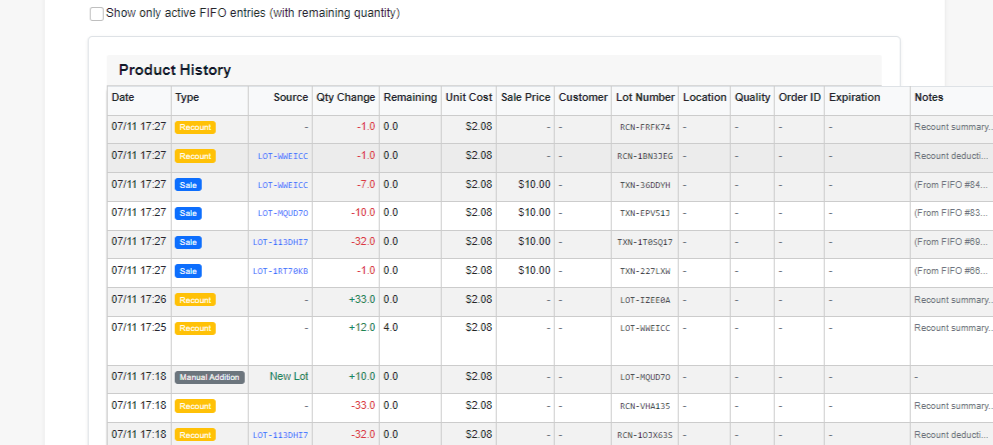 Show only active FIFO entries (with remaining quantity)
Product History
Date Type Source Qty Change Remaining Unit Cost Sale Price Customer Lot Number Location Quality Order ID Expiration Notes
07/11 17:27 Recount - -1.0 0.0 $2.08 - - RCN-FRFK74 - - - - Recount summary...
07/11 17:27 Recount LOT-WWEICC -1.0 0.0 $2.08 - - RCN-1BN3JEG - - - - Recount deducti...
07/11 17:27 Sale LOT-WWEICC -7.0 0.0 $2.08 $10.00 - TXN-36DDYH - - - - (From FIFO #84...
07/11 17:27 Sale LOT-MQUD7O -10.0 0.0 $2.08 $10.00 - TXN-EPV51J - - - - (From FIFO #83...
07/11 17:27 Sale LOT-113DHI7 -32.0 0.0 $2.08 $10.00 - TXN-1T0SQ17 - - - - (From FIFO #69...
07/11 17:27 Sale LOT-1RT70KB -1.0 0.0 $2.08 $10.00 - TXN-227LXW - - - - (From FIFO #66...
07/11 17:26 Recount - +33.0 0.0 $2.08 - - LOT-IZEE0A - - - - Recount summary...
07/11 17:25 Recount - +12.0 4.0 $2.08 - - LOT-WWEICC - - - - Recount summary...
07/11 17:18 Manual Addition New Lot +10.0 0.0 $2.08 - - LOT-MQUD7O - - - - -
07/11 17:18 Recount - -33.0 0.0 $2.08 - - RCN-VHA135 - - - - Recount summary...
07/11 17:18 Recount LOT-113DHI7 -32.0 0.0 $2.08 - - RCN-1OJX63S - - - - Recount deducti...